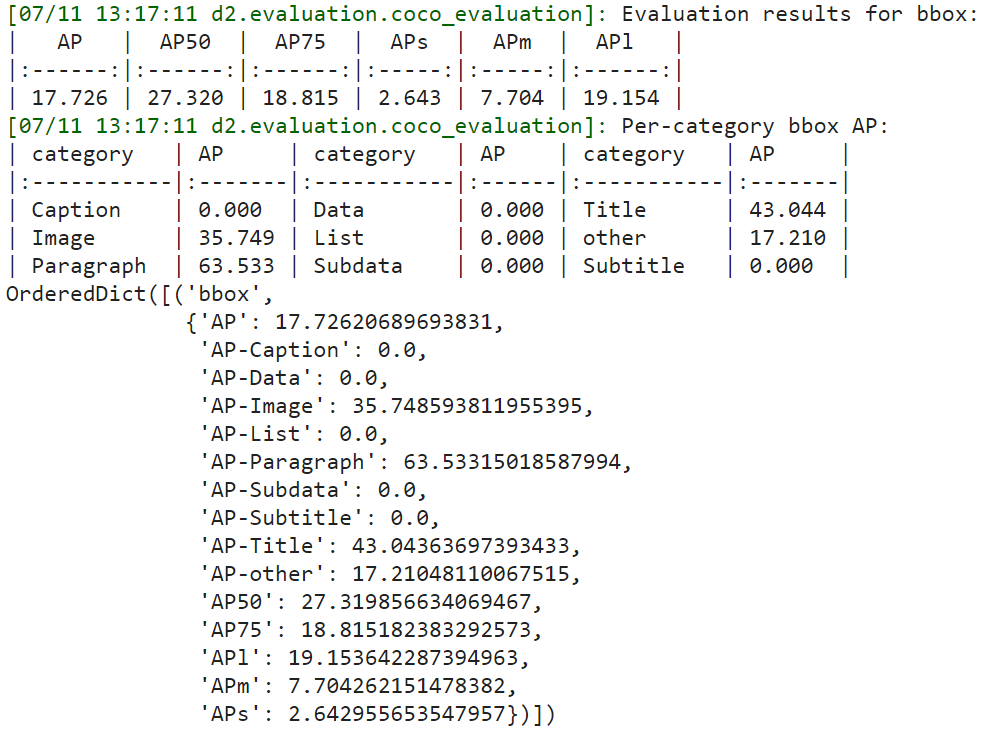 [07/11 13:17:11 d2.evaluation.coco_evaluation]: Evaluation results for bbox:
|   AP   |  AP50  |  AP75  |  APs  |  APm  |  APl   |
|:------:|:------:|:------:|:-----:|:-----:|:------:|
| 17.726 | 27.320 | 18.815 | 2.643 | 7.704 | 19.154 |
[07/11 13:17:11 d2.evaluation.coco_evaluation]: Per-category bbox AP:
| category   | AP     | category   | AP    | category   | AP     |
|:-----------|:-------|:-----------|:------|:-----------|:-------|
| Caption    | 0.000  | Data       | 0.000 | Title      | 43.044 |
| Image      | 35.749 | List       | 0.000 | other      | 17.210 |
| Paragraph  | 63.533 | Subdata    | 0.000 | Subtitle   | 0.000  |
OrderedDict([('bbox',
              {'AP': 17.72620689693831,
               'AP-Caption': 0.0,
               'AP-Data': 0.0,
               'AP-Image': 35.748593811955395,
               'AP-List': 0.0,
               'AP-Paragraph': 63.53315018587994,
               'AP-Subdata': 0.0,
               'AP-Subtitle': 0.0,
               'AP-Title': 43.04363697393433,
               'AP-other': 17.21048110067515,
               'AP50': 27.319856634069467,
               'AP75': 18.815182383292573,
               'APl': 19.153642287394963,
               'APm': 7.704262151478382,
               'APs': 2.642955653547957})])